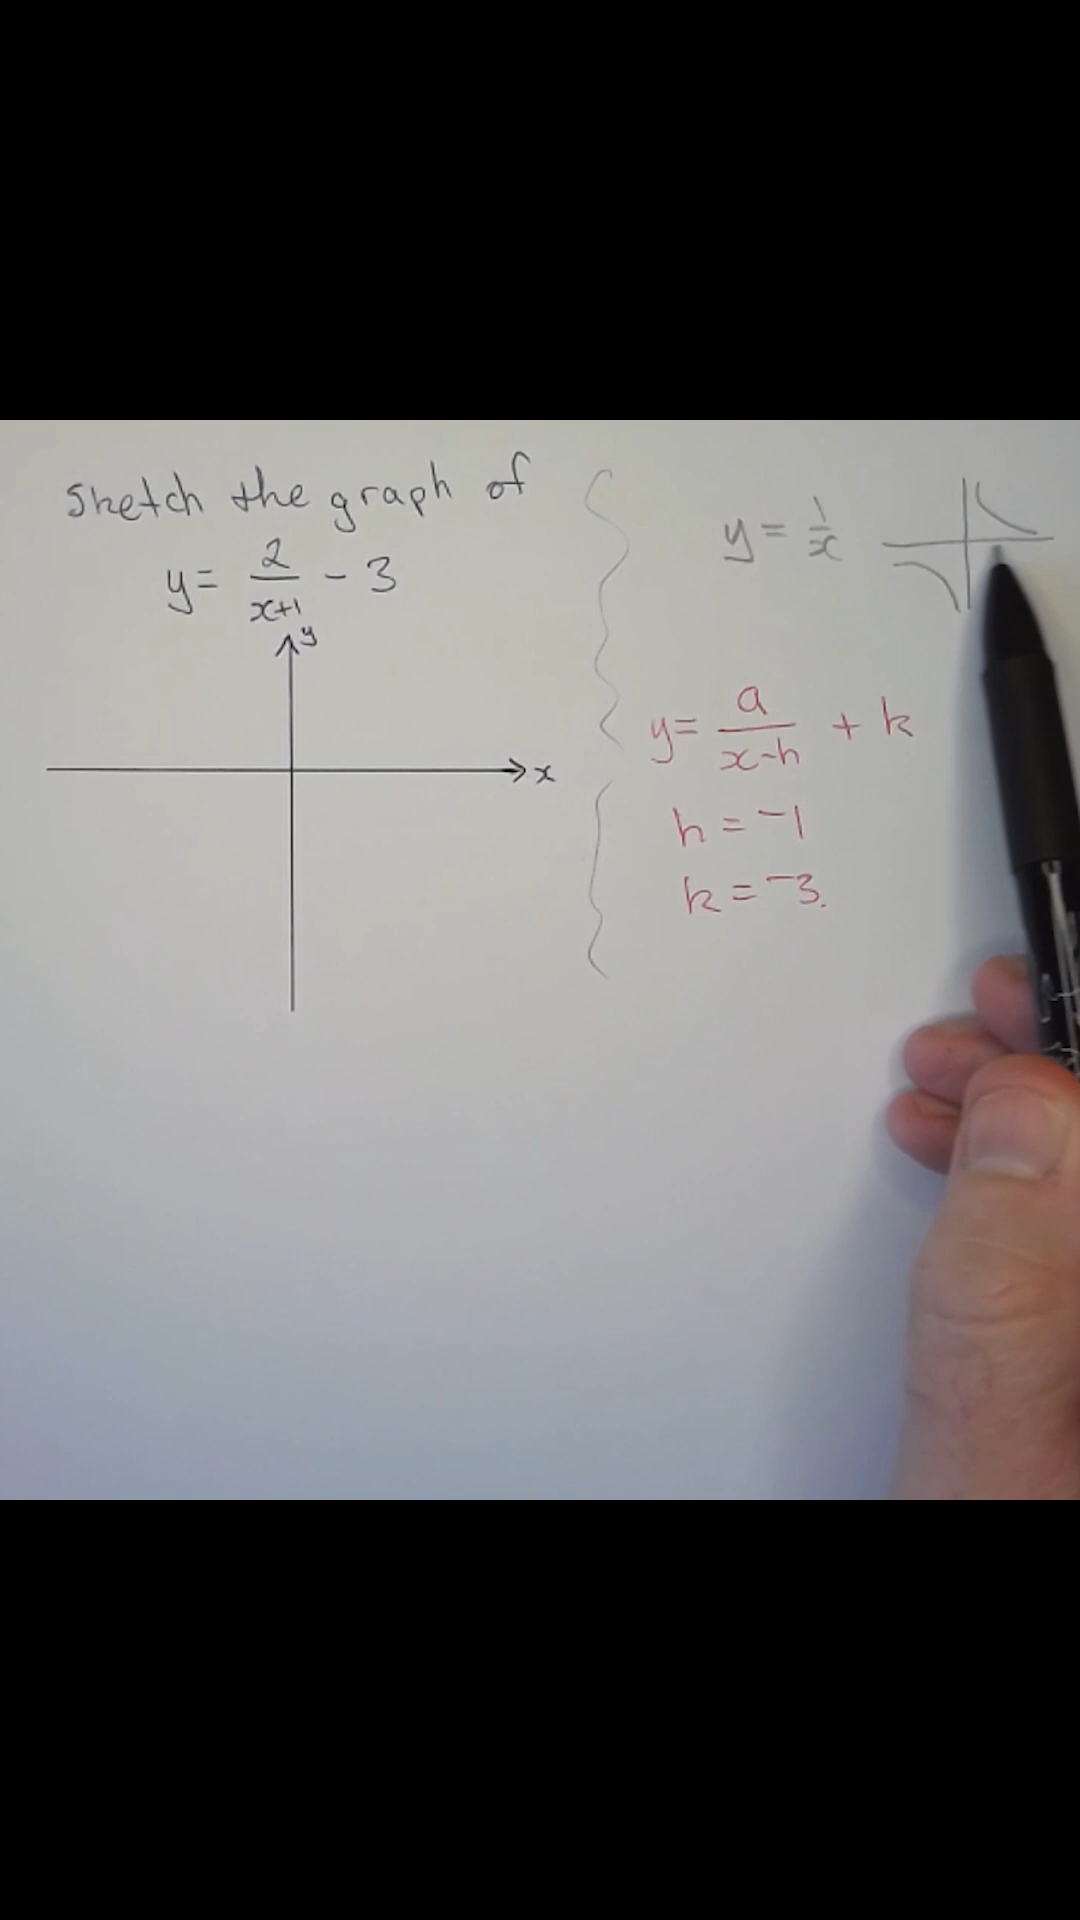 Sketch the graph of
y = 2/(x+1) - 3
y
x
y = 1/x
y = a/(x-h) + k
h = ⁻1
k = ⁻3.